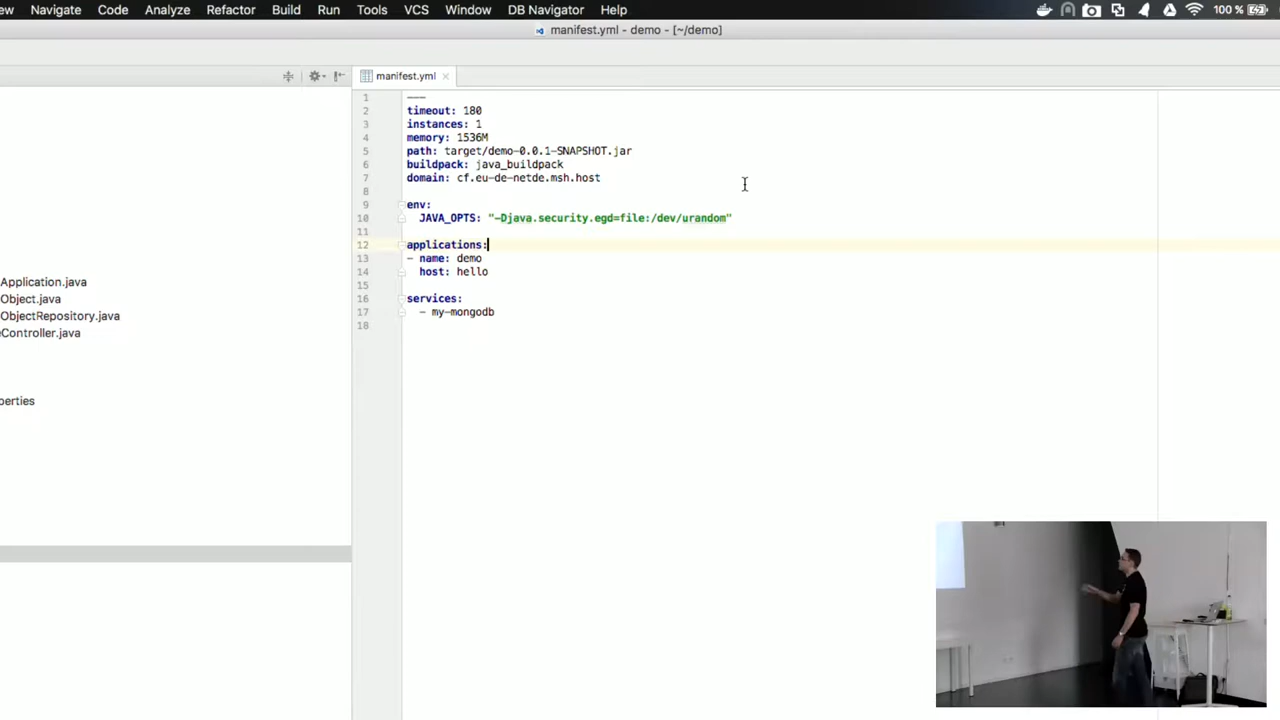 ew Navigate Code Analyze Refactor Build Run Tools VCS Window DB Navigator Help 100 %
manifest.yml - demo - [~/demo]
manifest.yml
1 ---
2 timeout: 180
3 instances: 1
4 memory: 1536M
5 path: target/demo-0.0.1-SNAPSHOT.jar
6 buildpack: java_buildpack
7 domain: cf.eu-de-netde.msh.host
8
9 env:
10 JAVA_OPTS: "-Djava.security.egd=file:/dev/urandom"
11
12 applications:
13 - name: demo
14 host: hello
15
16 services:
17 - my-mongodb
18
Application.java
Object.java
ObjectRepository.java
Controller.java
perties